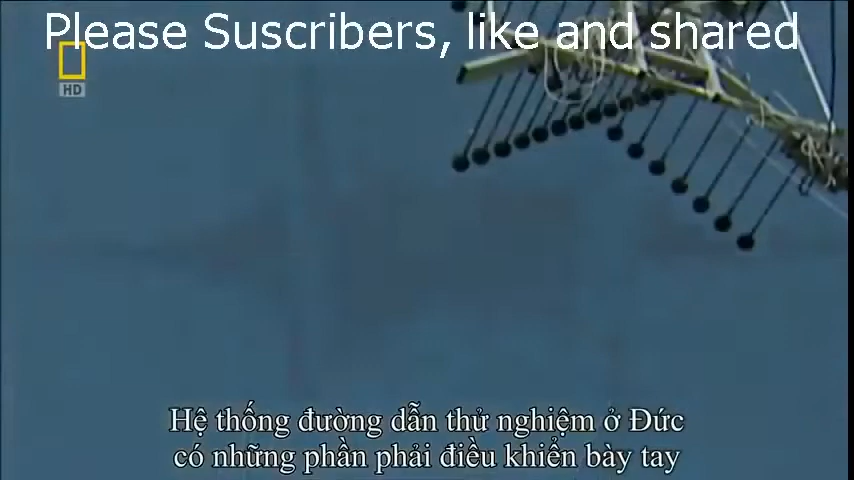 Please Suscribers, like and shared
HD
Hệ thống đường dẫn thử nghiệm ở Đức
có những phần phải điều khiển bày tay